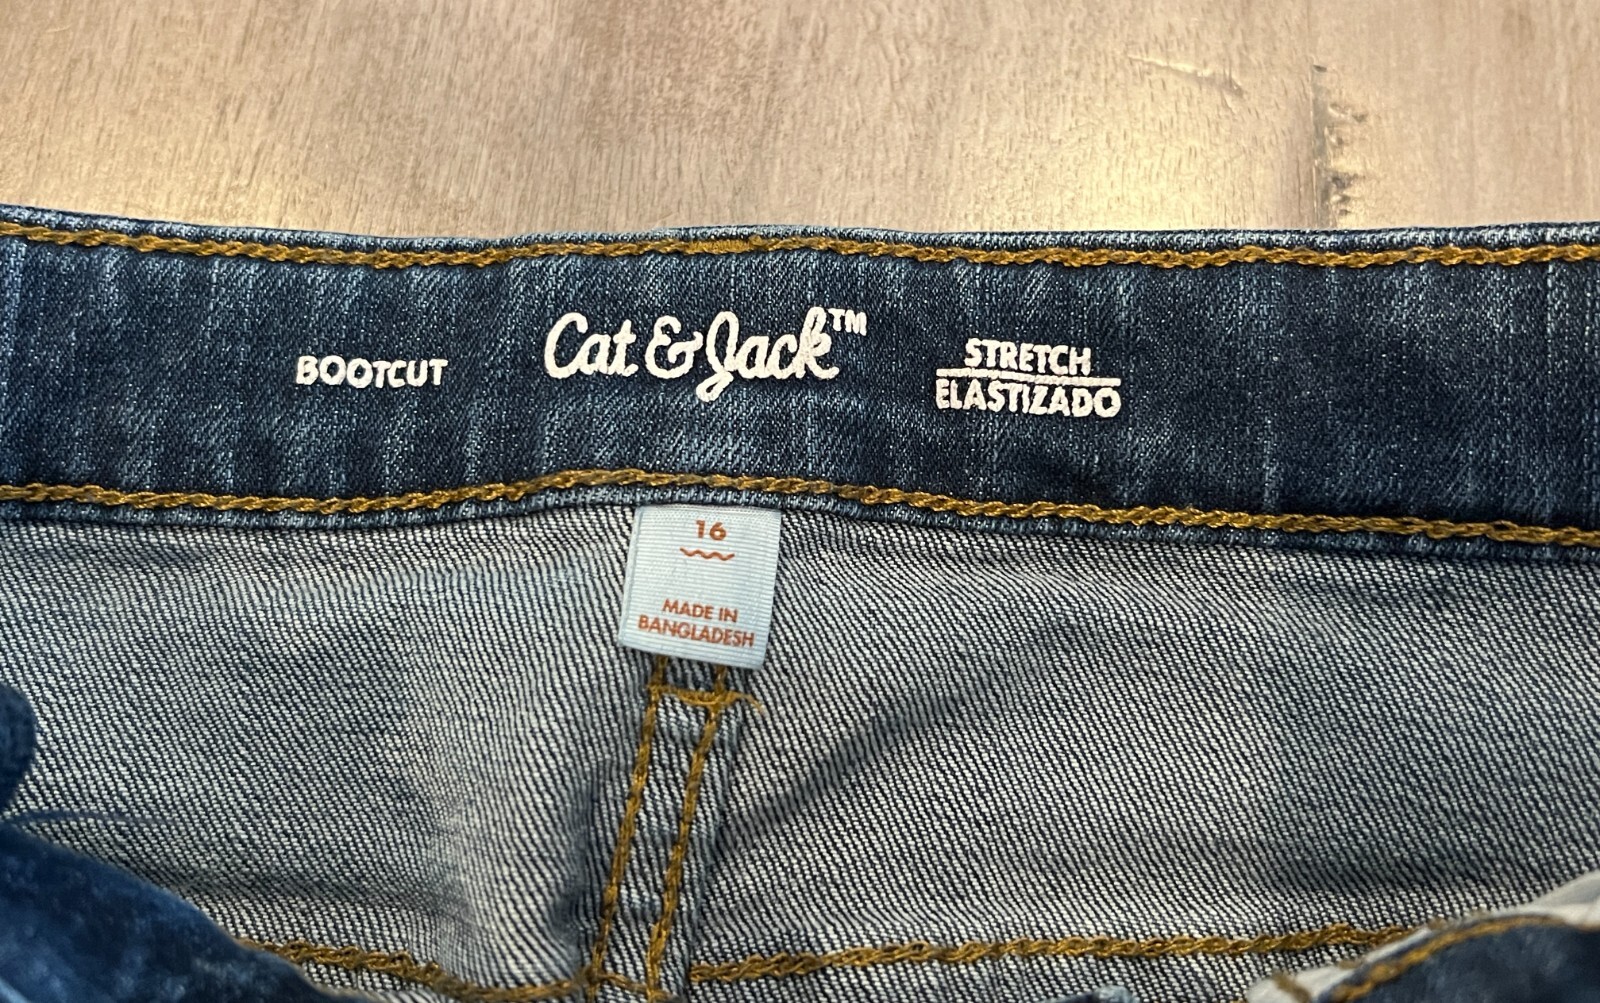 BOOTCUT
Cat & Jack™
STRETCH
ELASTIZADO
16
MADE IN
BANGLADESH